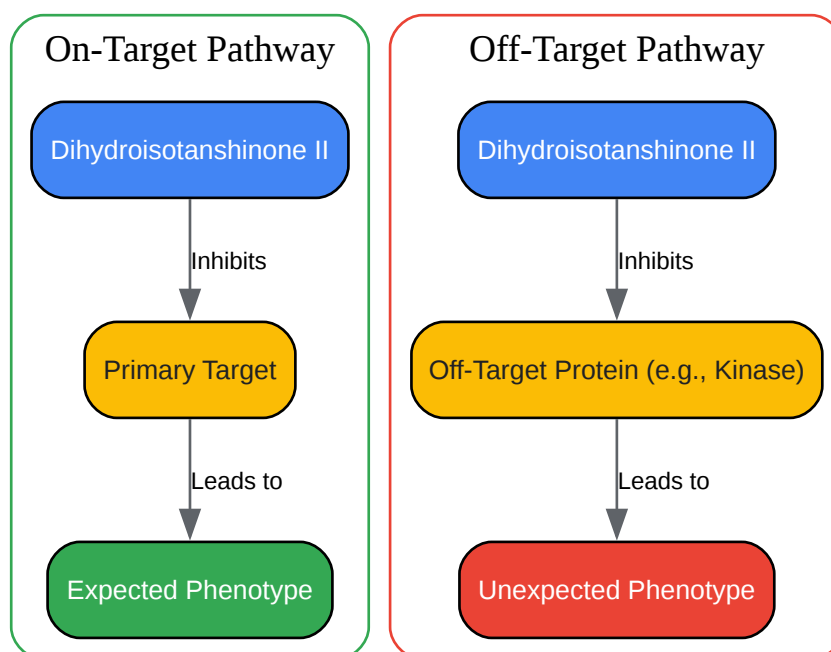 On-Target Pathway
Dihydroisotanshinone II
Inhibits
Primary Target
Leads to
Expected Phenotype
Off-Target Pathway
Dihydroisotanshinone II
Inhibits
Off-Target Protein (e.g., Kinase)
Leads to
Unexpected Phenotype